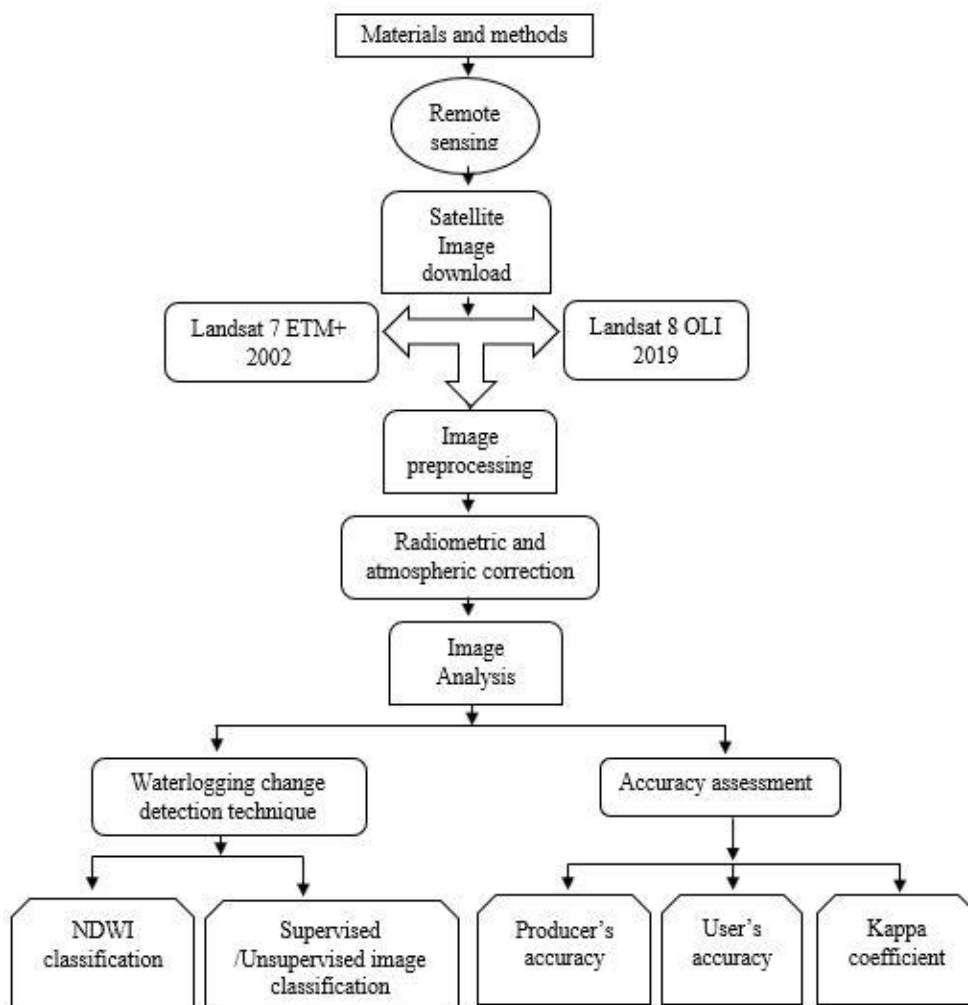 Materials and methods
Remote
sensing
Satellite
Image
download
Landsat 7 ETM+
2002
Landsat 8 OLI
2019
Image
preprocessing
Radiometric and
atmospheric correction
Image
Analysis
Waterlogging change
detection technique
Accuracy assessment
NDWI
classification
Supervised
/Unsupervised image
classification
Producer’s
accuracy
User’s
accuracy
Kappa
coefficient